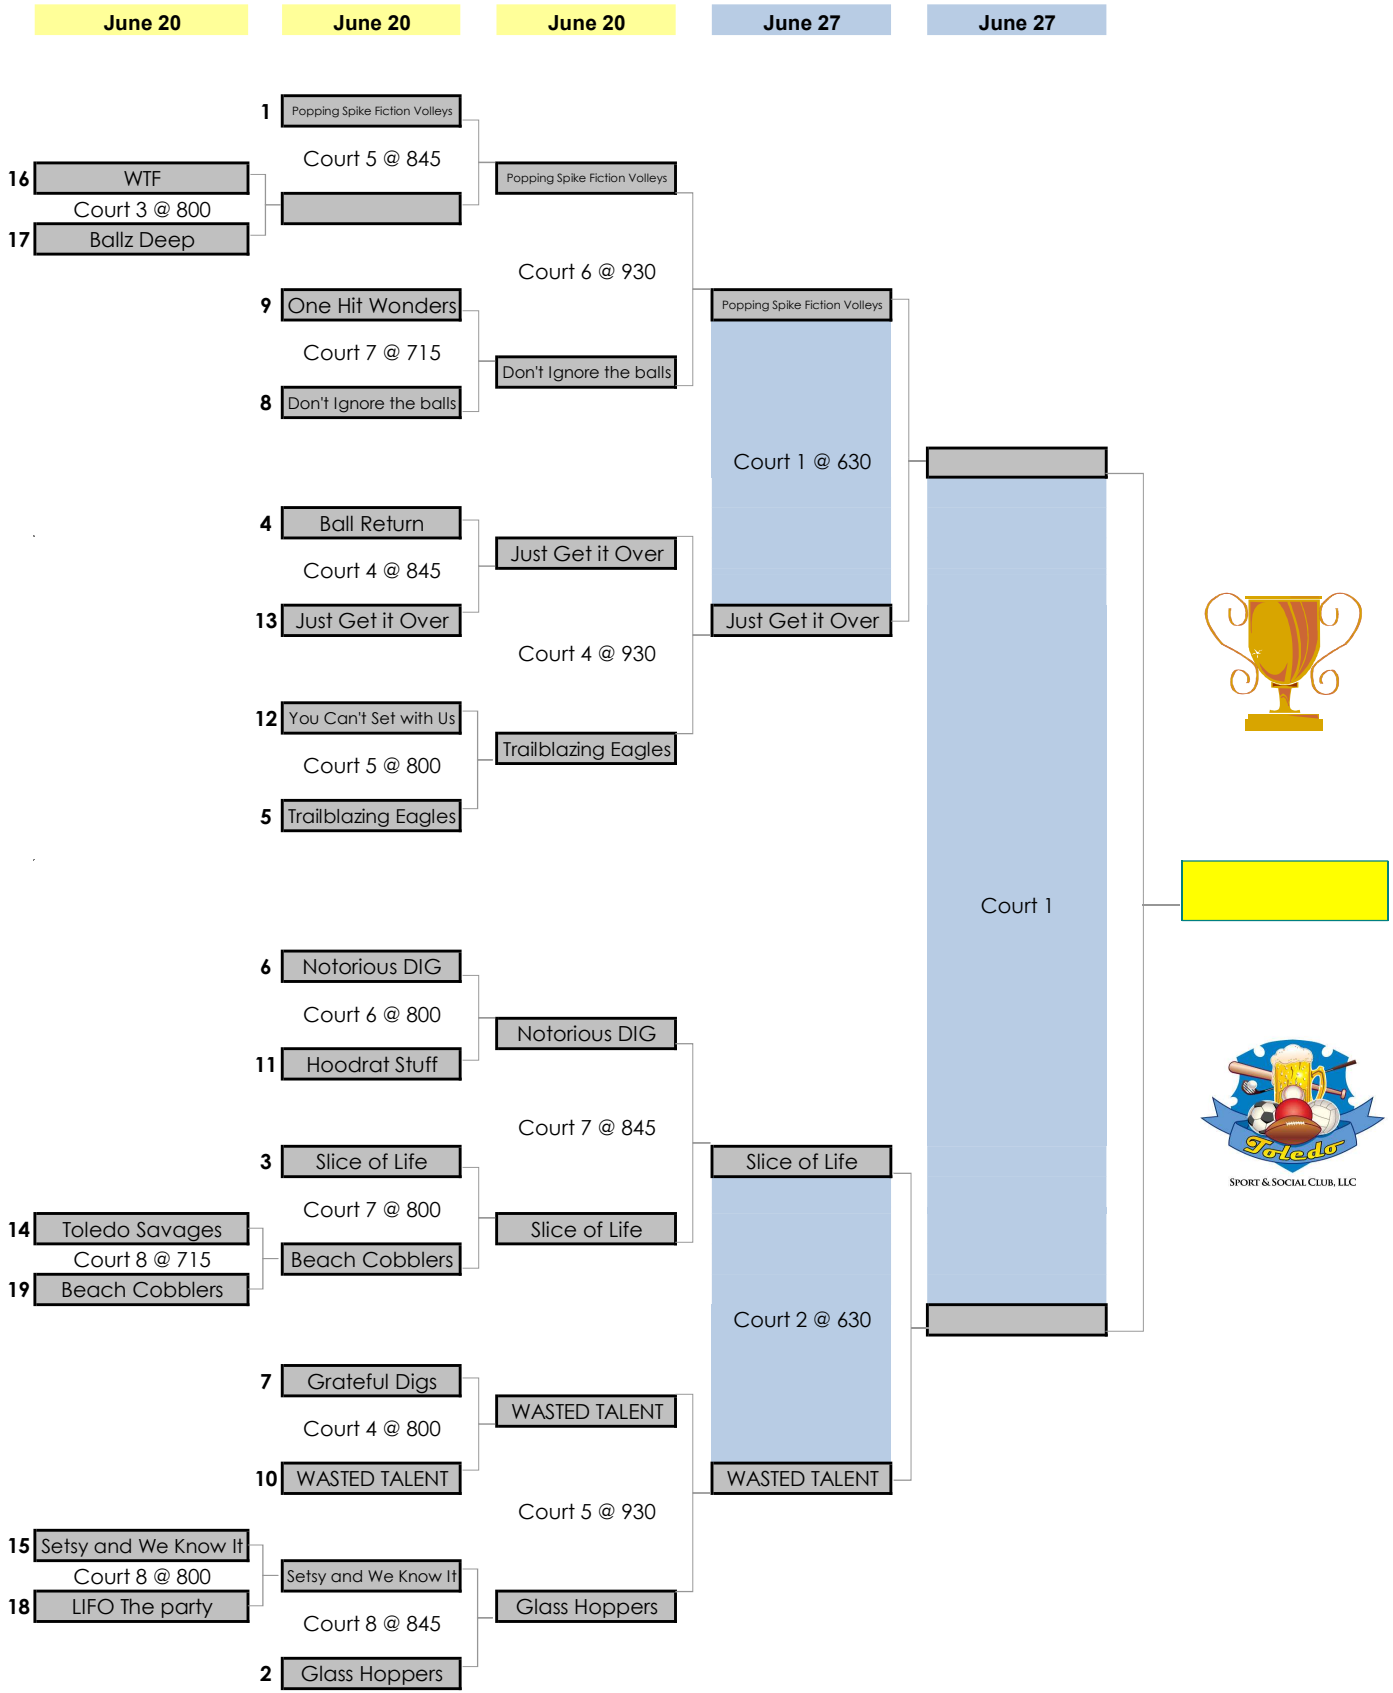 June 20 June 20 June 20 June 27 June 27
1 Popping Spike Fiction Volleys
Court 5 @ 845
16 WTF
Popping Spike Fiction Volleys
Court 3 @ 800
17 Ballz Deep
Court 6 @ 930
9 One Hit Wonders
Popping Spike Fiction Volleys
Court 7 @ 715
Don't Ignore the balls
8 Don't Ignore the balls
Court 1 @ 630
4 Ball Return
Just Get it Over
Court 4 @ 845
13 Just Get it Over
Just Get it Over
Court 4 @ 930
12 You Can't Set with Us
Trailblazing Eagles
Court 5 @ 800
5 Trailblazing Eagles
Court 1
6 Notorious DIG
Court 6 @ 800
Notorious DIG
11 Hoodrat Stuff
Court 7 @ 845
Toledo
3 Slice of Life
Slice of Life
SPORT & SOCIAL CLUB, LLC
Court 7 @ 800
14 Toledo Savages
Slice of Life
Court 8 @ 715
Beach Cobblers
19 Beach Cobblers
Court 2 @ 630
7 Grateful Digs
WASTED TALENT
Court 4 @ 800
10 WASTED TALENT
WASTED TALENT
Court 5 @ 930
15 Setsy and We Know It
Court 8 @ 800
Setsy and We Know It
18 LIFO The party
Glass Hoppers
Court 8 @ 845
2 Glass Hoppers